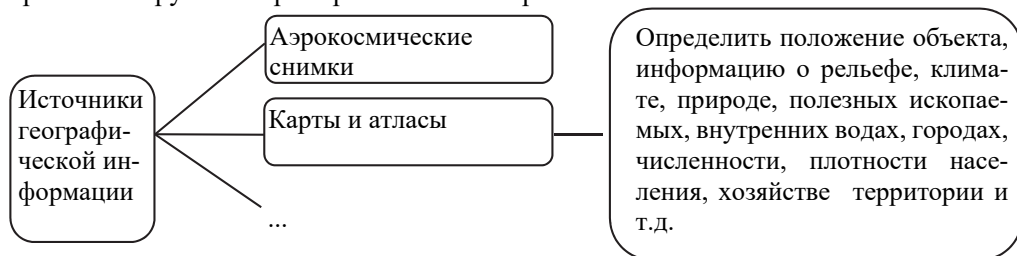 Аэрокосмические
снимки
Источники
географи-
ческой ин-
формации
Карты и атласы
...
Определить положение объекта,
информацию о рельефе, клима-
те, природе, полезных ископае-
мых, внутренних водах, городах,
численности, плотности насе-
ления, хозяйстве территории и
т.д.